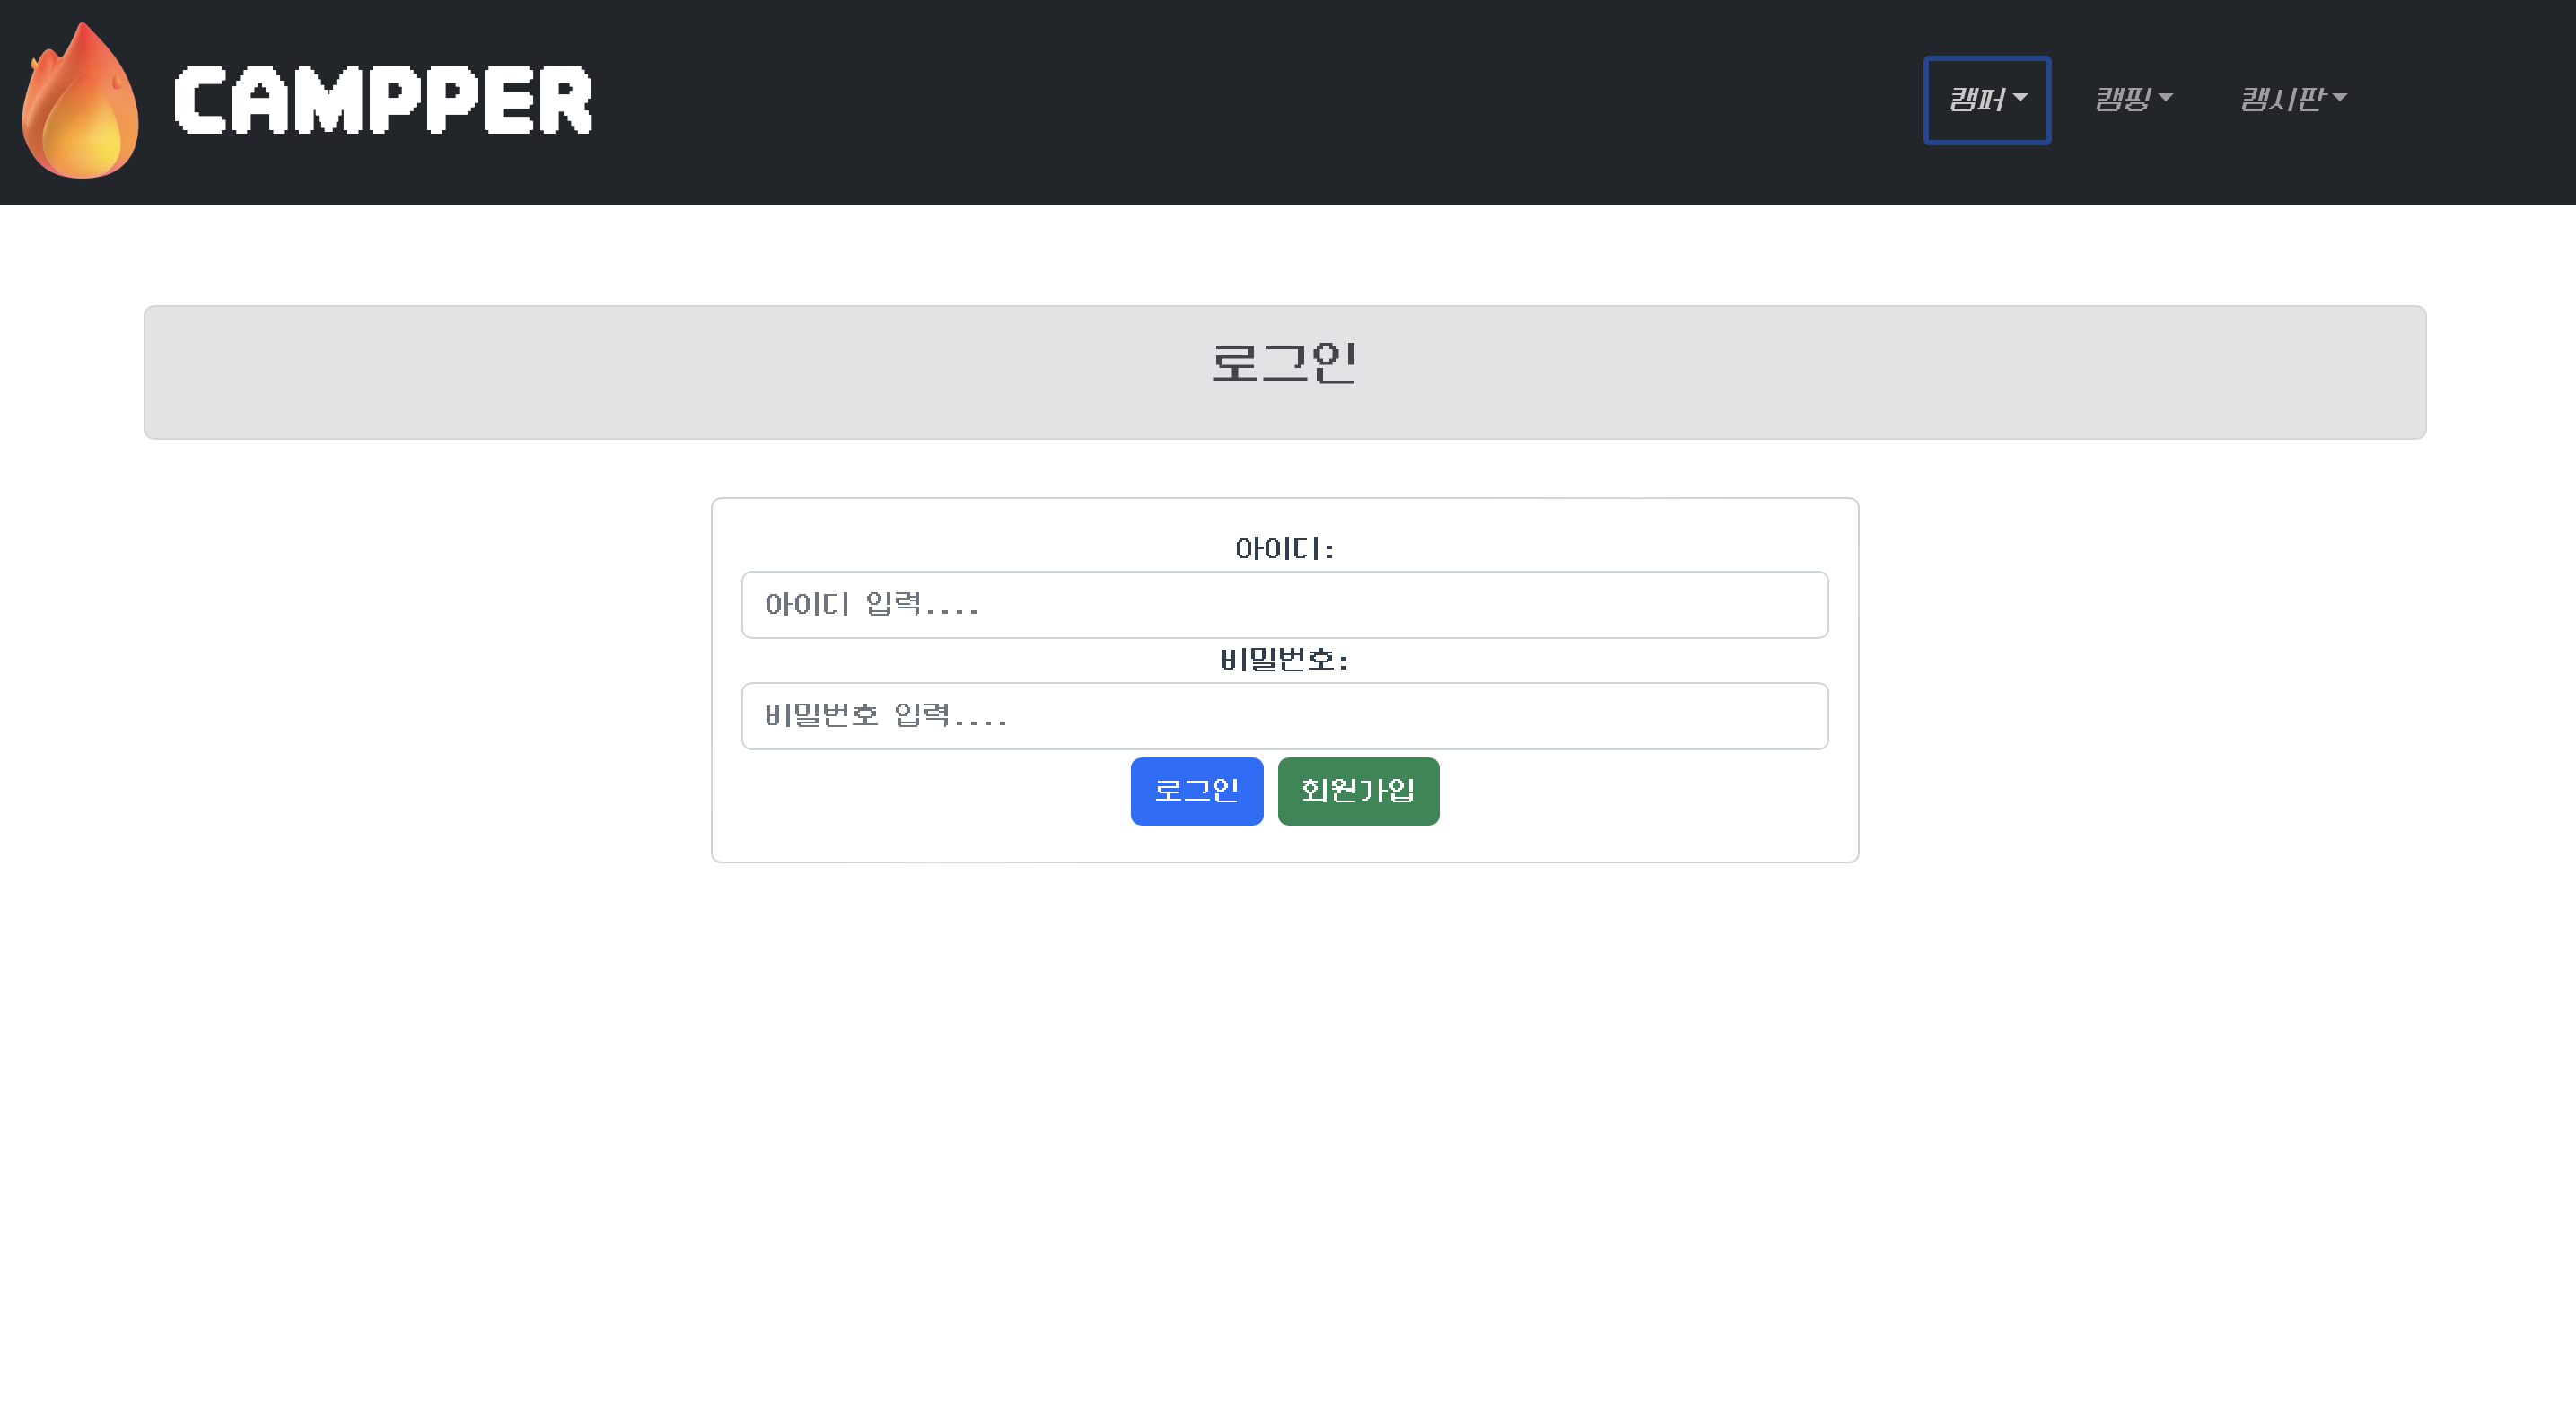 CAMPPER
캠퍼 캠핑 캠시판
로그인
아이디:
아이디 입력....
비밀번호:
비밀번호 입력....
로그인 회원가입